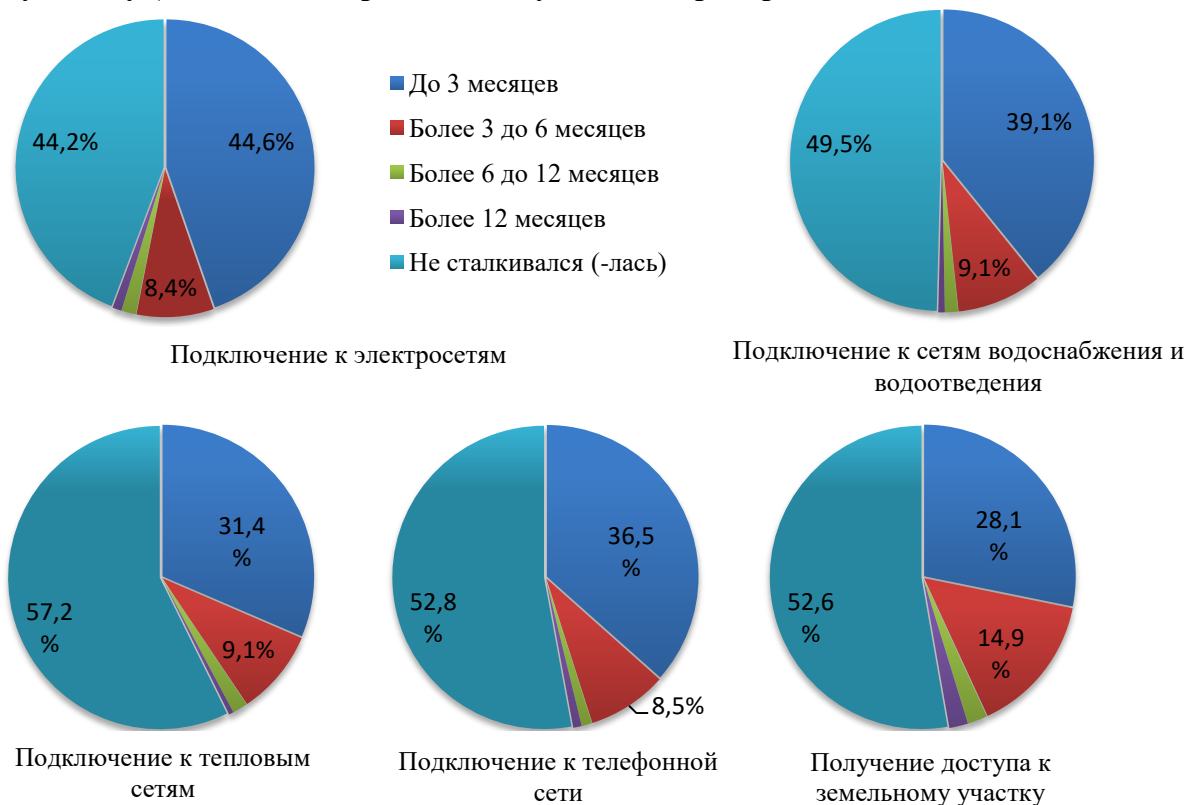 44,2%
44,6%
8,4%
До 3 месяцев
Более 3 до 6 месяцев
Более 6 до 12 месяцев
Более 12 месяцев
Не сталкивался (-лась)
49,5%
39,1%
9,1%
Подключение к электросетям
Подключение к сетям водоснабжения и
водоотведения
31,4
%
57,2
%
9,1%
36,5
%
52,8
%
8,5%
28,1
%
52,6
%
14,9
%
Подключение к тепловым
сетям
Подключение к телефонной
сети
Получение доступа к
земельному участку